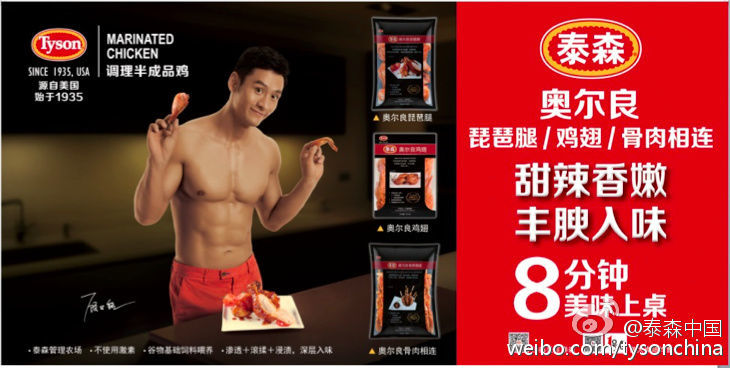 Tyson
MARINATED
CHICKEN
SINCE 1935, USA
源自美国
始于1935
调理半成品鸡
▲ 奥尔良琵琶腿
▲ 奥尔良鸡翅
▲ 奥尔良骨肉相连
• 泰森管理农场 • 不使用激素 • 谷物基础饲料喂养 • 渗透+滚揉+浸渍，深层入味
泰森
奥尔良
琵琶腿/鸡翅/骨肉相连
甜辣香嫩
丰腴入味
8分钟
美味上桌
@泰森中国
weibo.com/tysonchina